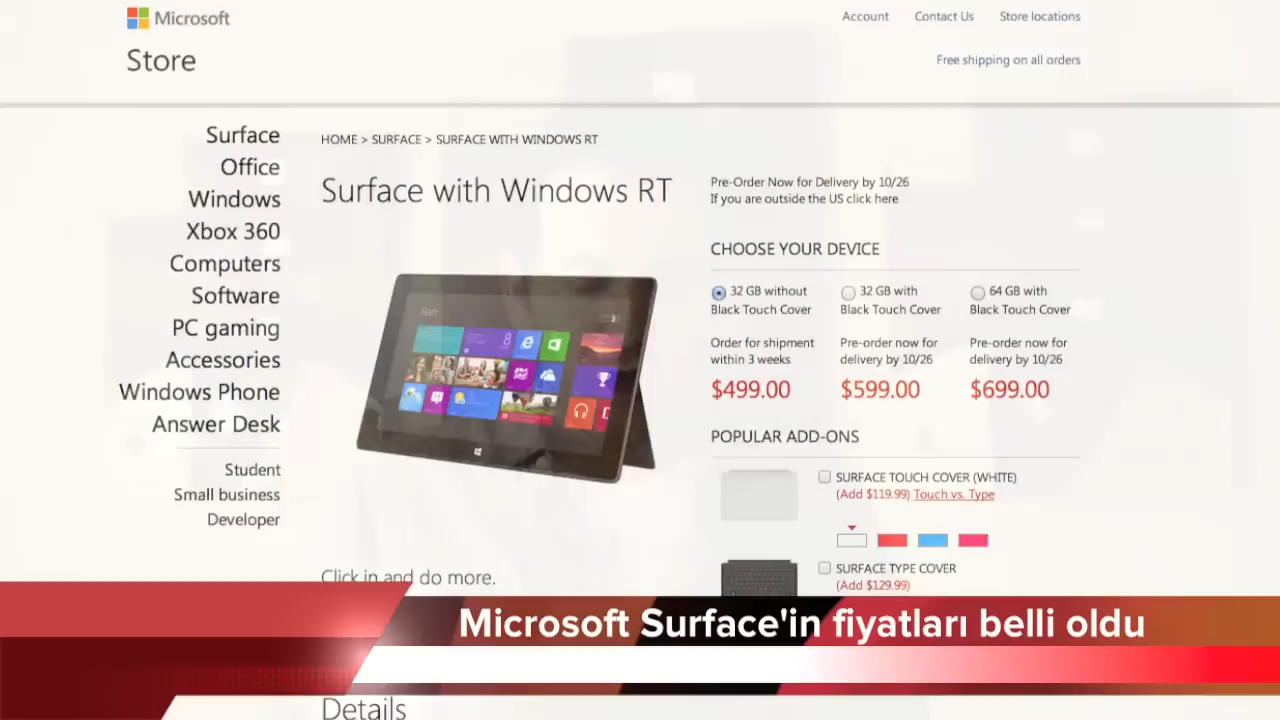 Microsoft
Account Contact Us Store locations
Store
Free shipping on all orders
Surface
Office
Windows
Xbox 360
Computers
Software
PC gaming
Accessories
Windows Phone
Answer Desk
Student
Small business
Developer
HOME > SURFACE > SURFACE WITH WINDOWS RT
Surface with Windows RT
Start
Click in and do more.
Details
Pre-Order Now for Delivery by 10/26
If you are outside the US click here
CHOOSE YOUR DEVICE
32 GB without
Black Touch Cover
Order for shipment
within 3 weeks
$499.00
32 GB with
Black Touch Cover
Pre-order now for
delivery by 10/26
$599.00
64 GB with
Black Touch Cover
Pre-order now for
delivery by 10/26
$699.00
POPULAR ADD-ONS
SURFACE TOUCH COVER (WHITE)
(Add $119.99) Touch vs. Type
SURFACE TYPE COVER
(Add $129.99)
Microsoft Surface'in fiyatları belli oldu